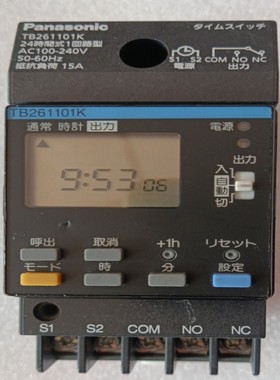 Panasonic タイムスイッチ
TB261101K
24時間式1回路型
AC100-240V
50-60Hz
抵抗負荷 15A
S1 S2 COM NO NC
電源 出力
TB261101K
通常 時計 出力 電源
9:53 06
出力
入
自動
切
呼出 取消 +1h リセット
モード 時 分 設定
S1 S2 COM NO NC